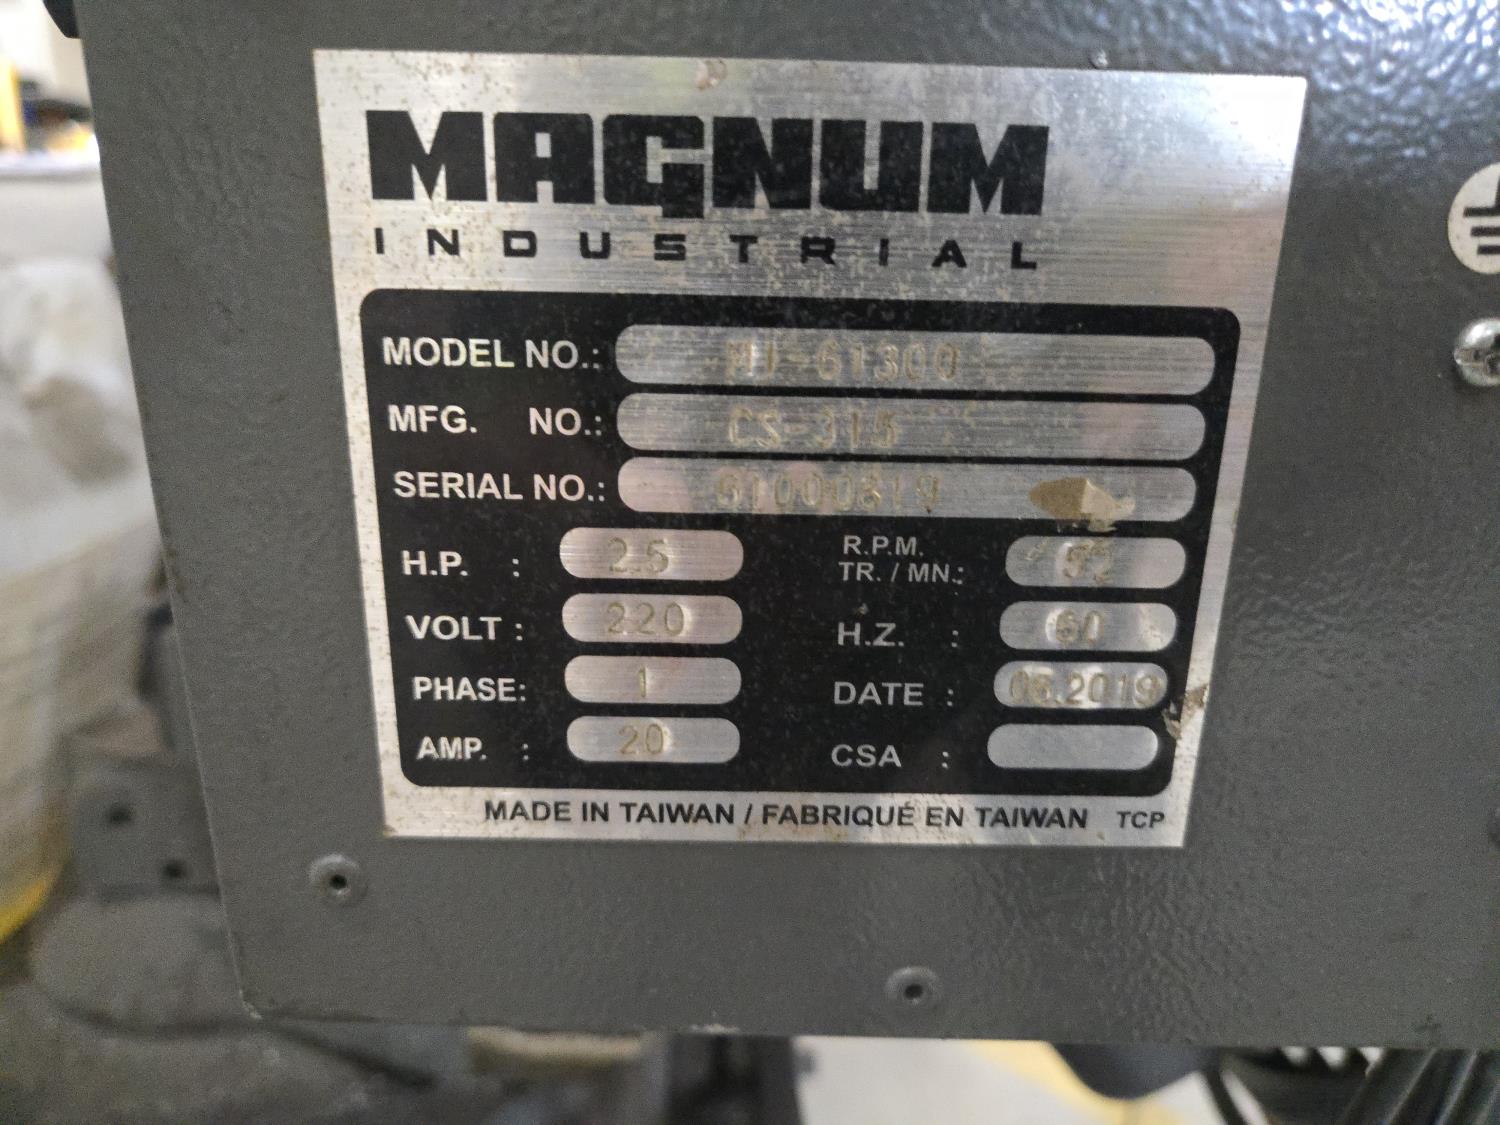 MAGNUM
INDUSTRIAL
MODEL NO.: MI-61300
MFG. NO.: CS-315
SERIAL NO.: 61000819
H.P. : 2.5
R.P.M.
TR. / MN.: 52
VOLT : 220
H.Z. : 60
PHASE: 1
DATE : 06.2019
AMP. : 20
CSA :
MADE IN TAIWAN / FABRIQUÉ EN TAIWAN TCP